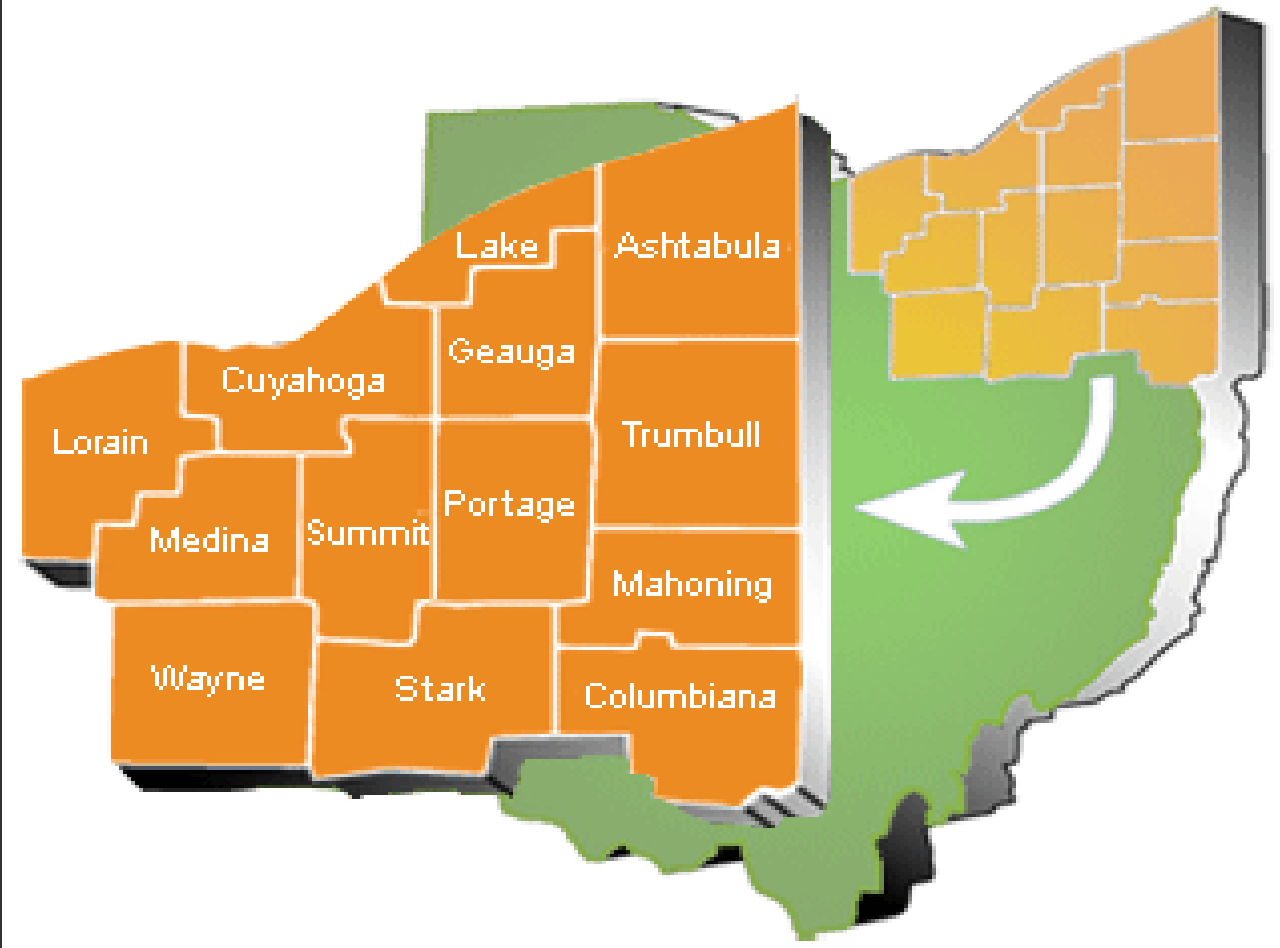 Lake
Ashtabula
Geauga
Cuyahoga
Trumbull
Lorain
Portage
Summit
Medina
Mahoning
Wayne
Stark
Columbiana